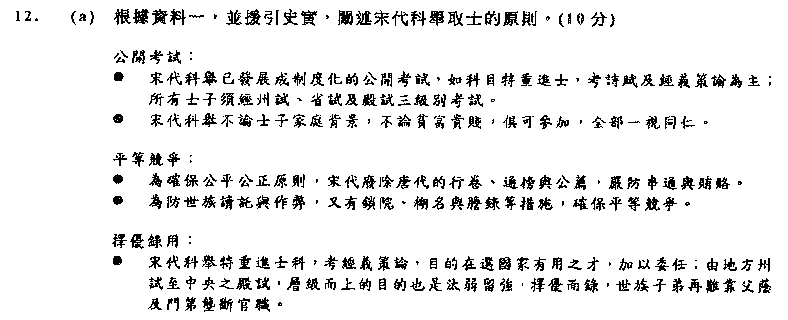 12. (a) 根據資料一,並援引史實,闡述宋代科舉取士的原則。(10 分)
公開考試:
● 宋代科舉已發展成制度化的公開考試,如科目特重進士,考詩賦及經義策論為主;
所有士子須經州試、省試及殿試三級別考試。
● 宋代科舉不論士子家庭背景,不論貧富貴賤,俱可參加,全部一視同仁。
平等競爭:
● 為確保公平公正原則,宋代廢除唐代的行卷、通榜與公薦,嚴防串通與賄賂。
● 為防世族請託與作弊,又有鎖院、糊名與謄錄等措施,確保平等競爭。
擇優錄用:
● 宋代科舉特重進士科,考經義策論,目的在選國家有用之才,加以委任;由地方州
試至中央之殿試,層級而上的目的也是汰弱留強,擇優而錄,世族子弟再難靠父蔭
及門第壟斷官職。